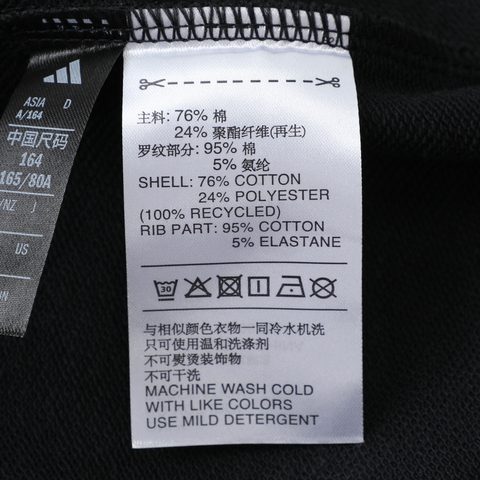 ASIA D
A/164
中国尺码
164
165/80A
/NZ )
US
主料: 76% 棉
24% 聚酯纤维(再生)
罗纹部分: 95% 棉
5% 氨纶
SHELL: 76% COTTON
24% POLYESTER
(100% RECYCLED)
RIB PART: 95% COTTON
5% ELASTANE
30
与相似颜色衣物一同冷水机洗
只可使用温和洗涤剂
不可熨烫装饰物
不可干洗
MACHINE WASH COLD
WITH LIKE COLORS
USE MILD DETERGENT